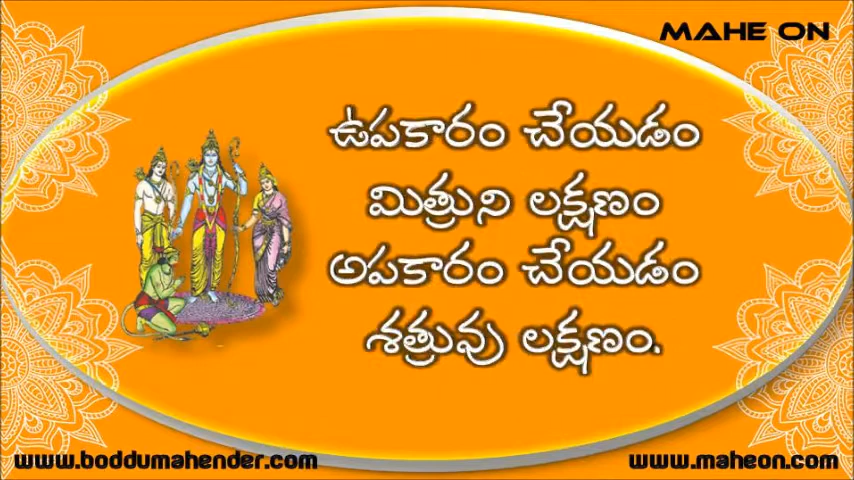 MAHE ON
ఉపకారం చేయడం
మిత్రుని లక్షణం
అపకారం చేయడం
శత్రువు లక్షణం.
www.boddumahender.com
www.maheon.com